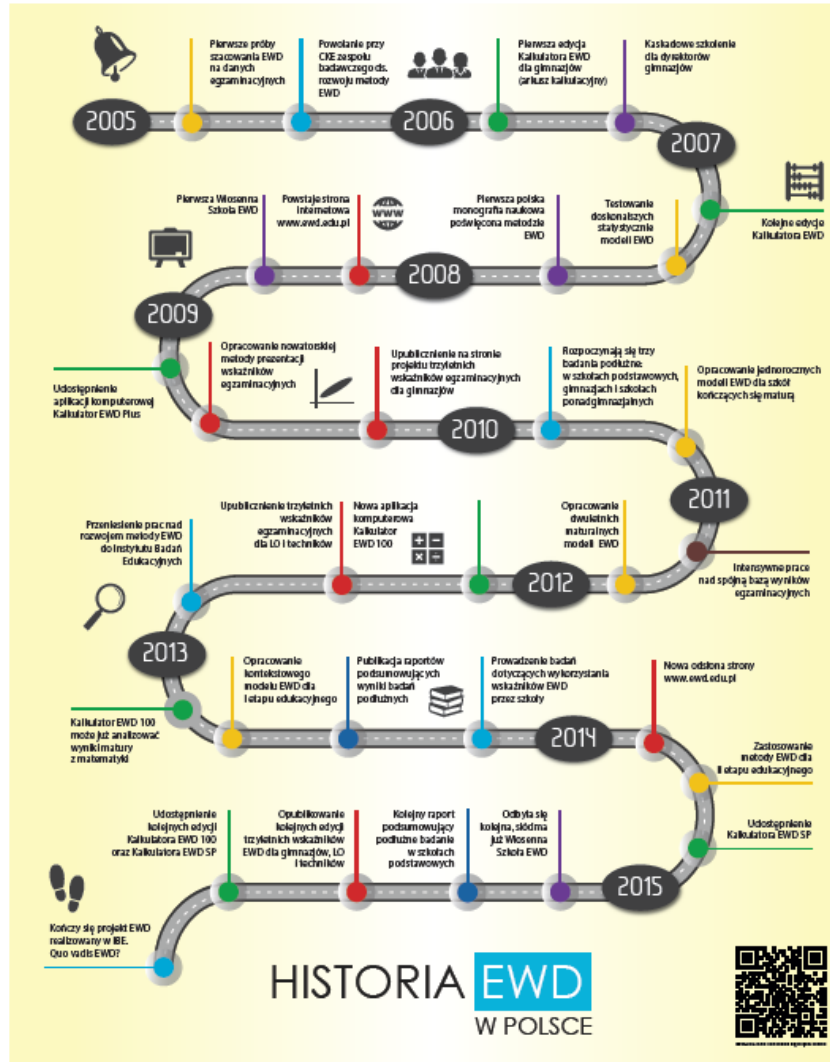 Pierwsze próby
szacowania EWD
na danych
egzaminacyjnych
Powołanie przy
CKE zespołu
badawczego ds.
rozwoju metody
EWD
Pierwsza edycja
Kalkulatora EWD
dla gimnazjów
(arkusz kalkulacyjny)
Kaskadowe szkolenie
dla dyrektorów
gimnazjów
2005
2006
2007
Kolejne edycje
Kalkulatora EWD
Testowanie
doskonalszych
statystycznie
modeli EWD
Pierwsza polska
monografia naukowa
poświęcona metodzie
EWD
www
Powstaje strona
internetowa
www.ewd.edu.pl
Pierwsza Wiosenna
Szkoła EWD
2008
2009
Udostępnienie
aplikacji komputerowej
Kalkulator EWD Plus
Opracowanie nowatorskiej
metody prezentacji
wskaźników
egzaminacyjnych
Upublicznienie na stronie
projektu trzyletnich
wskaźników egzaminacyjnych
dla gimnazjów
Rozpoczynają się trzy
badania podłużne:
w szkołach podstawowych,
gimnazjach i szkołach
ponadgimnazjalnych
Opracowanie jednorocznych
modeli EWD dla szkół
kończących się maturą
2010
2011
Intensywne prace
nad spójną bazą wyników
egzaminacyjnych
Opracowanie
dwuletnich
maturalnych
modeli EWD
Nowa aplikacja
komputerowa
Kalkulator
EWD 100
Upublicznienie trzyletnich
wskaźników
egzaminacyjnych
dla LO i techników
Przeniesienie prac nad
rozwojem metody EWD
do Instytutu Badań
Edukacyjnych
2012
2013
Kalkulator EWD 100
może już analizować
wyniki matury
z matematyki
Opracowanie
kontekstowego
modelu EWD dla
I etapu edukacyjnego
Publikacja raportów
podsumowujących
wyniki badań
podłużnych
Prowadzenie badań
dotyczących wykorzystania
wskaźników EWD
przez szkoły
Nowa odsłona strony
www.ewd.edu.pl
2014
Zastosowanie
metody EWD dla
II etapu edukacyjnego
Udostępnienie
Kalkulatora EWD SP
2015
Odbyła się
kolejna, siódma
już Wiosenna
Szkoła EWD
Kolejny raport
podsumowujący
podłużne badanie
w szkołach
podstawowych
Opublikowanie
kolejnych edycji
trzyletnich wskaźników
EWD dla gimnazjów, LO
i techników
Udostępnienie
kolejnych edycji
Kalkulatora EWD 100
oraz Kalkulatora EWD SP
Kończy się projekt EWD
realizowany w IBE.
Quo vadis EWD?
HISTORIA EWD
W POLSCE